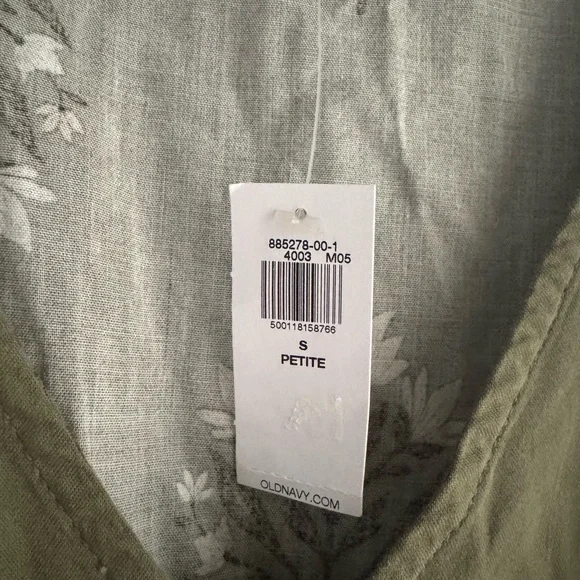 885278-00-1
4003 M05
500118158766
S
PETITE
OLDNAVY.COM